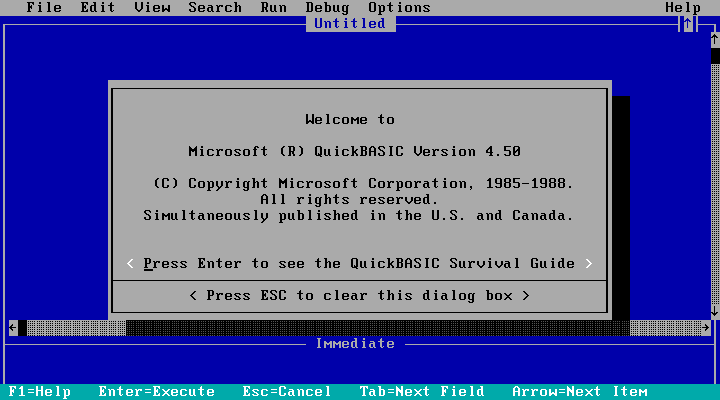 File Edit View Search Run Debug Options Help
Untitled
Welcome to
Microsoft (R) QuickBASIC Version 4.50
(C) Copyright Microsoft Corporation, 1985-1988.
All rights reserved.
Simultaneously published in the U.S. and Canada.
< Press Enter to see the QuickBASIC Survival Guide >
< Press ESC to clear this dialog box >
Immediate
F1=Help Enter=Execute Esc=Cancel Tab=Next Field Arrow=Next Item